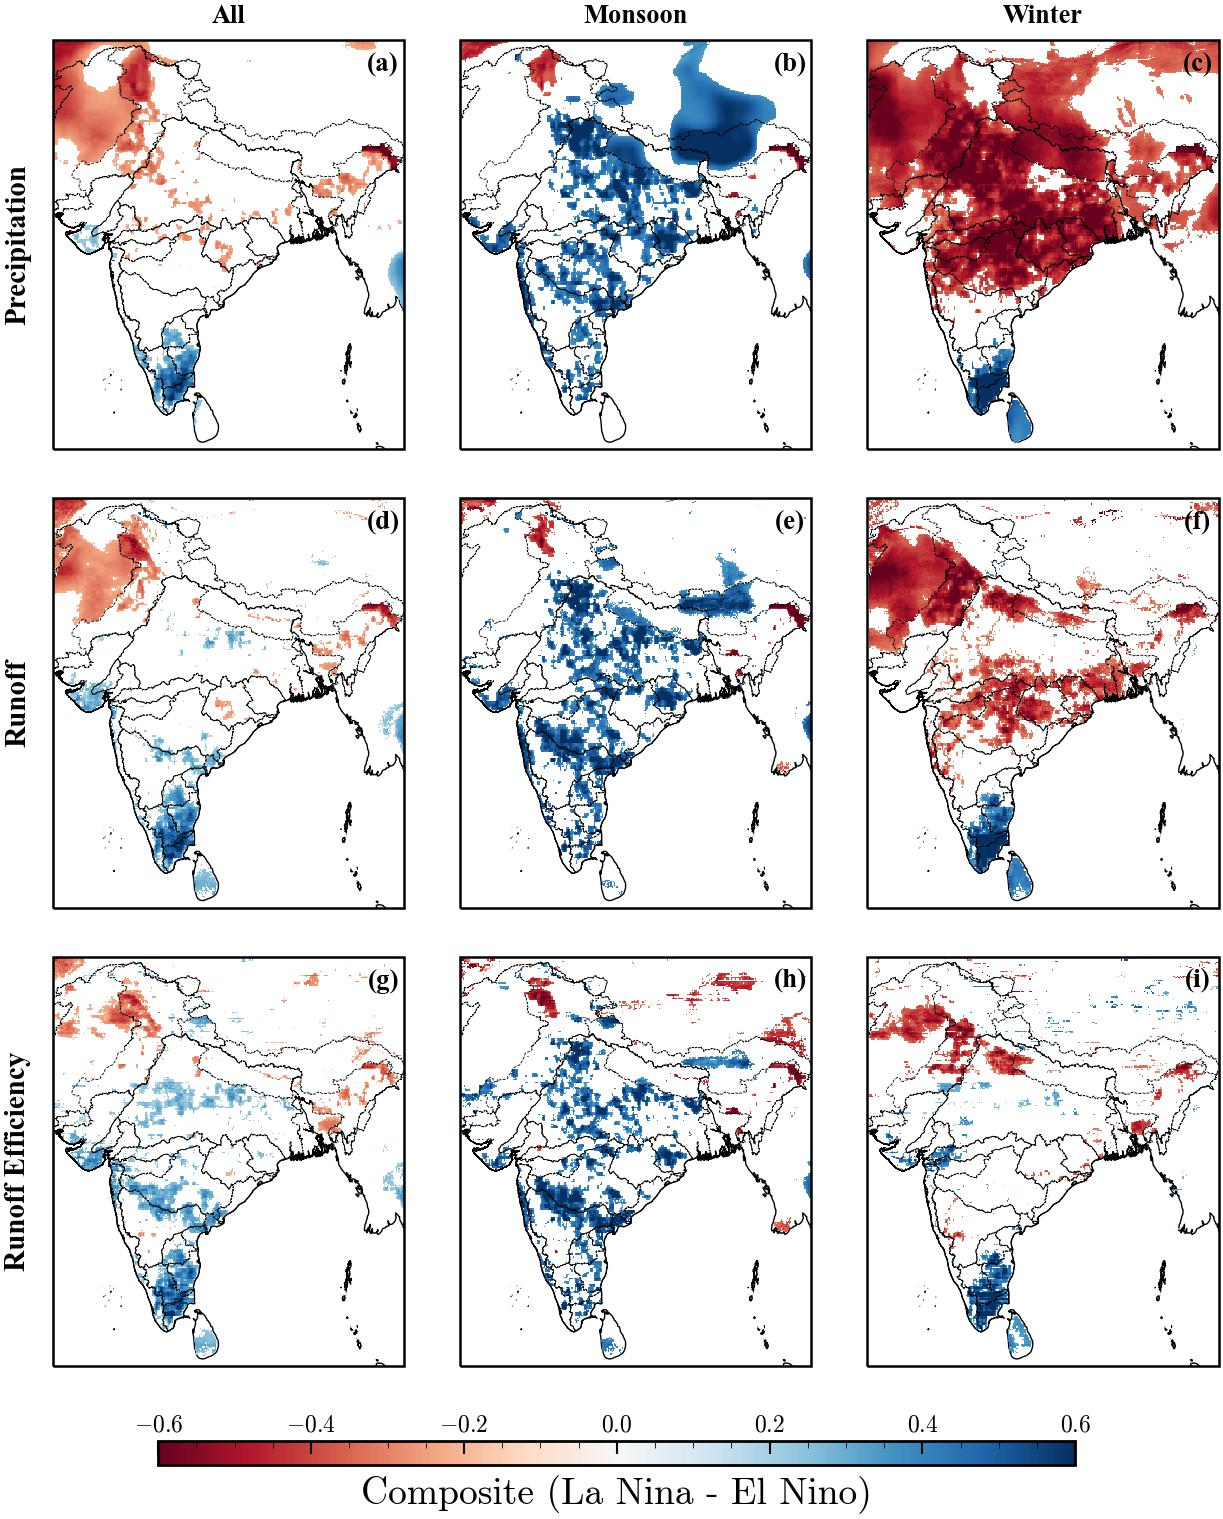 All Monsoon Winter
Precipitation
(a) (b) (c)
Runoff
(d) (e) (f)
Runoff Efficiency
(g) (h) (i)
−0.6 −0.4 −0.2 0.0 0.2 0.4 0.6
Composite (La Nina - El Nino)